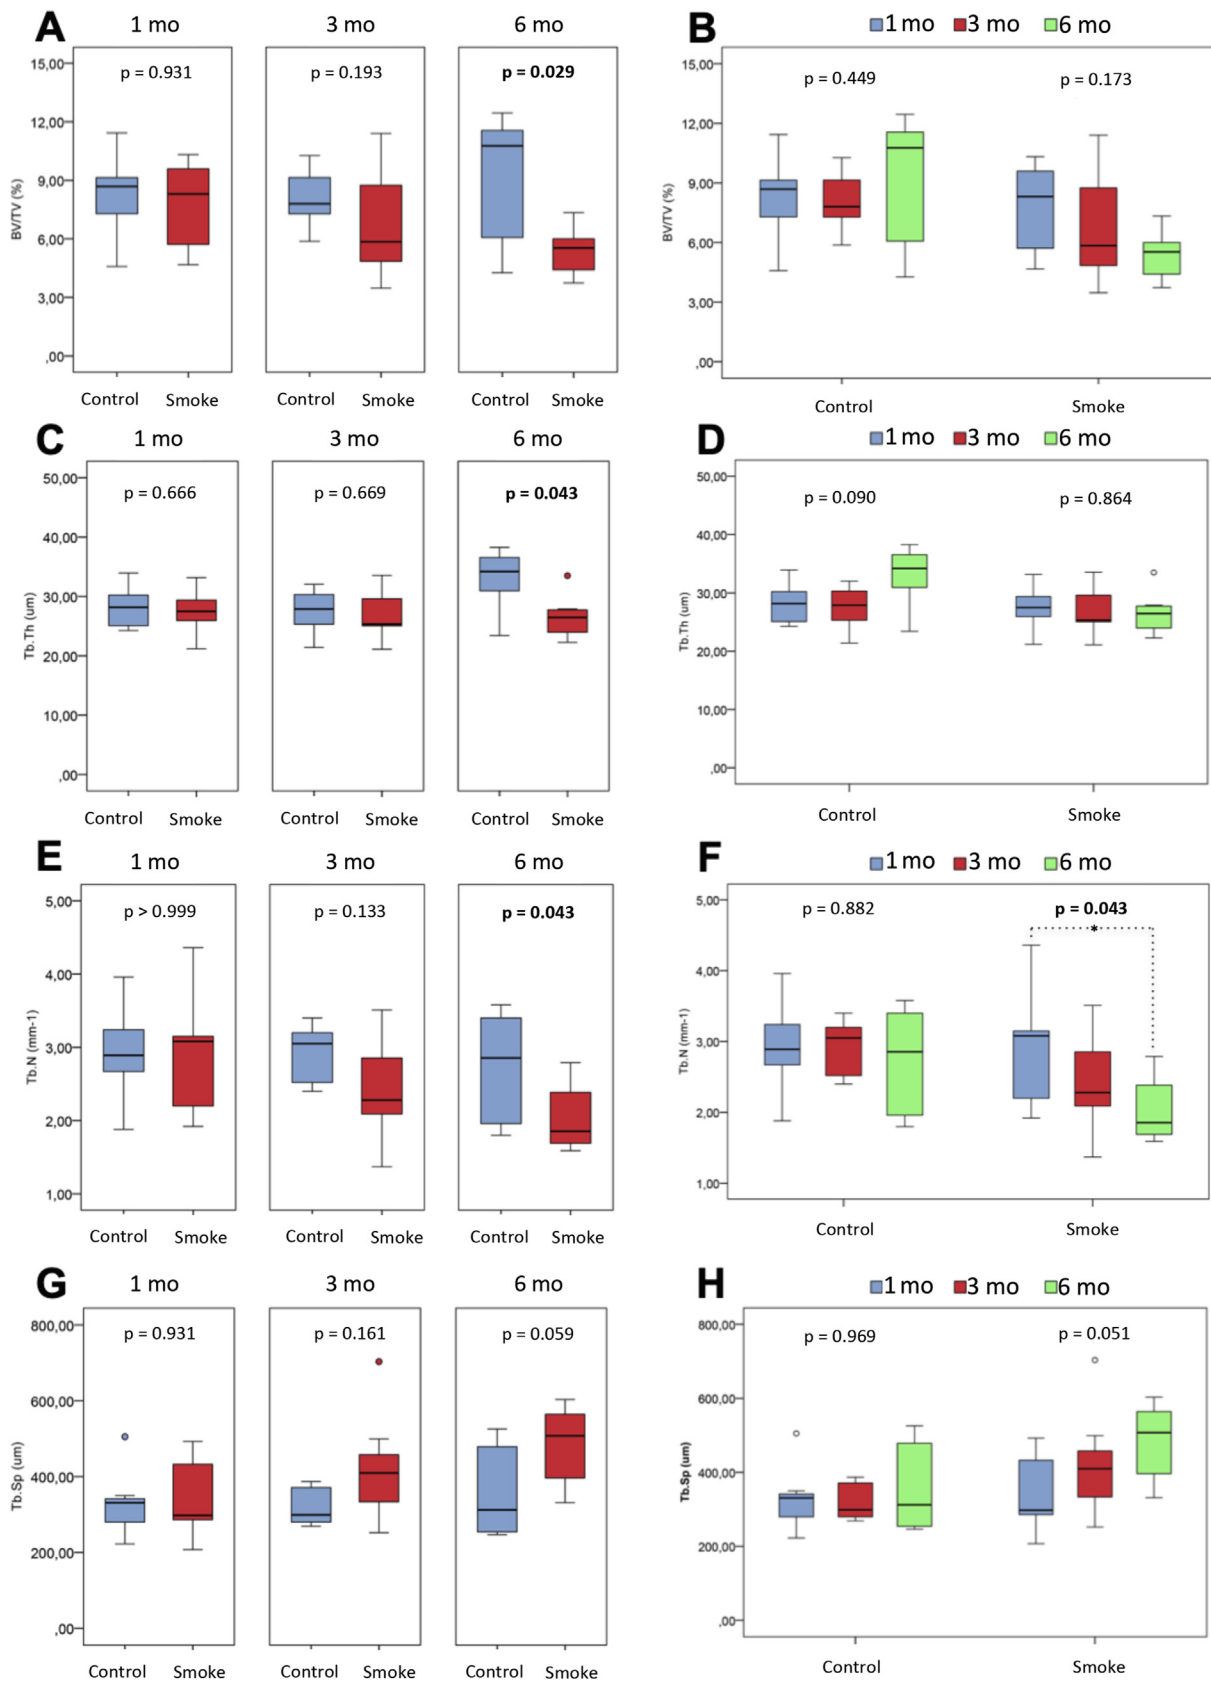 A 1 mo 3 mo 6 mo
p = 0.931 p = 0.193 p = 0.029
15,00
12,00
9,00
6,00
3,00
,00
BV/TV (%)
Control Smoke Control Smoke Control Smoke
B 1 mo 3 mo 6 mo
p = 0.449 p = 0.173
15,00
12,00
9,00
6,00
3,00
,00
BV/TV (%)
Control Smoke
C 1 mo 3 mo 6 mo
p = 0.666 p = 0.669 p = 0.043
50,00
40,00
30,00
20,00
10,00
,00
Tb.Th (um)
Control Smoke Control Smoke Control Smoke
D 1 mo 3 mo 6 mo
p = 0.090 p = 0.864
50,00
40,00
30,00
20,00
10,00
,00
Tb.Th (um)
Control Smoke
E 1 mo 3 mo 6 mo
p > 0.999 p = 0.133 p = 0.043
5,00
4,00
3,00
2,00
1,00
Tb.N (mm-1)
Control Smoke Control Smoke Control Smoke
F 1 mo 3 mo 6 mo
p = 0.882 p = 0.043
*
5,00
4,00
3,00
2,00
1,00
Tb.N (mm-1)
Control Smoke
G 1 mo 3 mo 6 mo
p = 0.931 p = 0.161 p = 0.059
800,00
600,00
400,00
200,00
,00
Tb.Sp (um)
Control Smoke Control Smoke Control Smoke
H 1 mo 3 mo 6 mo
p = 0.969 p = 0.051
800,00
600,00
400,00
200,00
,00
Tb.Sp (um)
Control Smoke